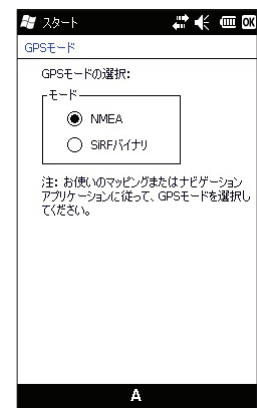 スタート
OK
GPSモード
GPSモードの選択:
モード
NMEA
SiRFバイナリ
注: お使いのマッピングまたはナビゲーション
アプリケーションに従って、GPSモードを選択し
てください。
A